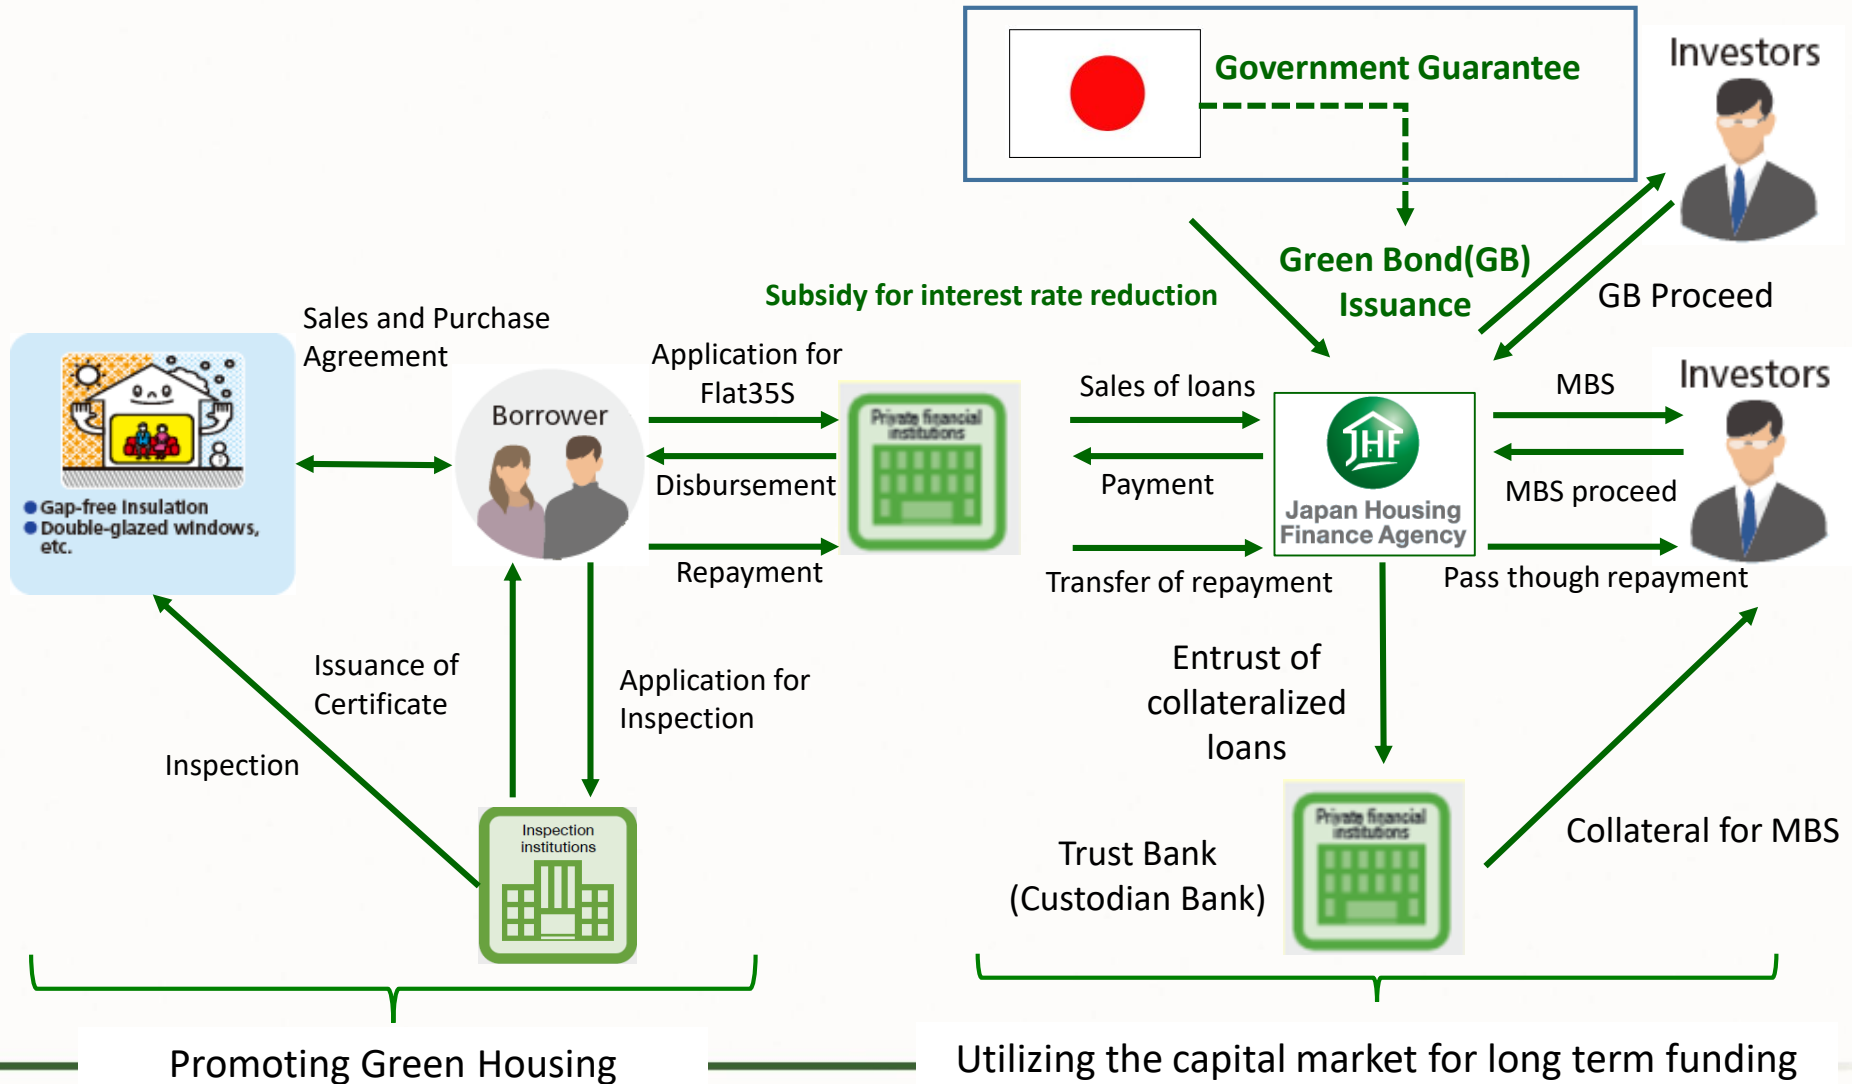 Government Guarantee
Investors
Green Bond(GB)
Issuance
GB Proceed
Subsidy for interest rate reduction
Sales and Purchase
Agreement
Gap-free insulation
Double-glazed windows,
etc.
Borrower
Application for
Flat35S
Disbursement
Repayment
Private financial
institutions
Sales of loans
Payment
Transfer of repayment
JHF
Japan Housing
Finance Agency
MBS
MBS proceed
Pass though repayment
Investors
Issuance of
Certificate
Application for
Inspection
Inspection
Inspection
institutions
Entrust of
collateralized
loans
Trust Bank
(Custodian Bank)
Private financial
institutions
Collateral for MBS
Promoting Green Housing
Utilizing the capital market for long term funding